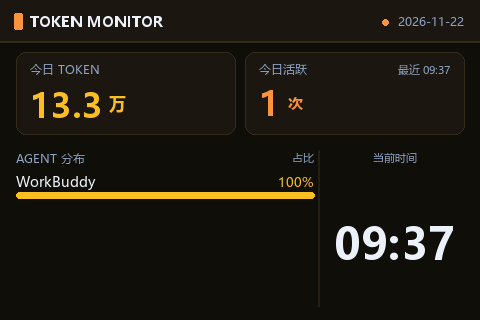 TOKEN MONITOR
2026-11-22
今日 TOKEN
13.3 万
今日活跃
最近 09:37
1 次
AGENT 分布
占比
WorkBuddy
100%
当前时间
09:37